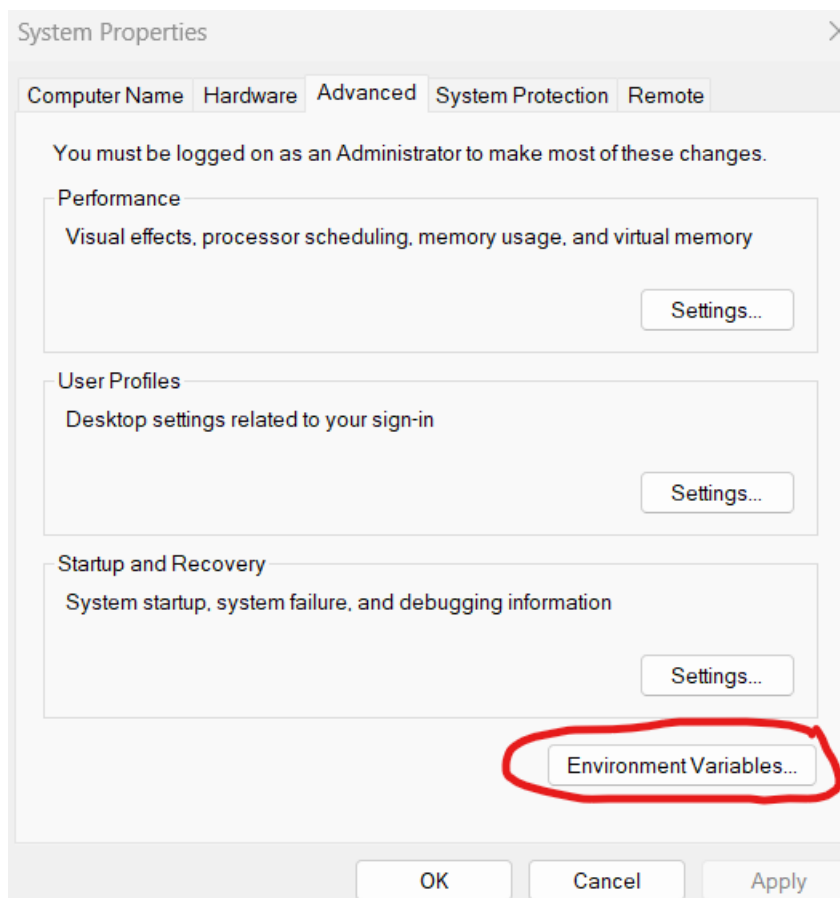 System Properties
Computer Name Hardware Advanced System Protection Remote
You must be logged on as an Administrator to make most of these changes.
Performance
Visual effects, processor scheduling, memory usage, and virtual memory
Settings...
User Profiles
Desktop settings related to your sign-in
Settings...
Startup and Recovery
System startup, system failure, and debugging information
Settings...
Environment Variables...
OK Cancel Apply